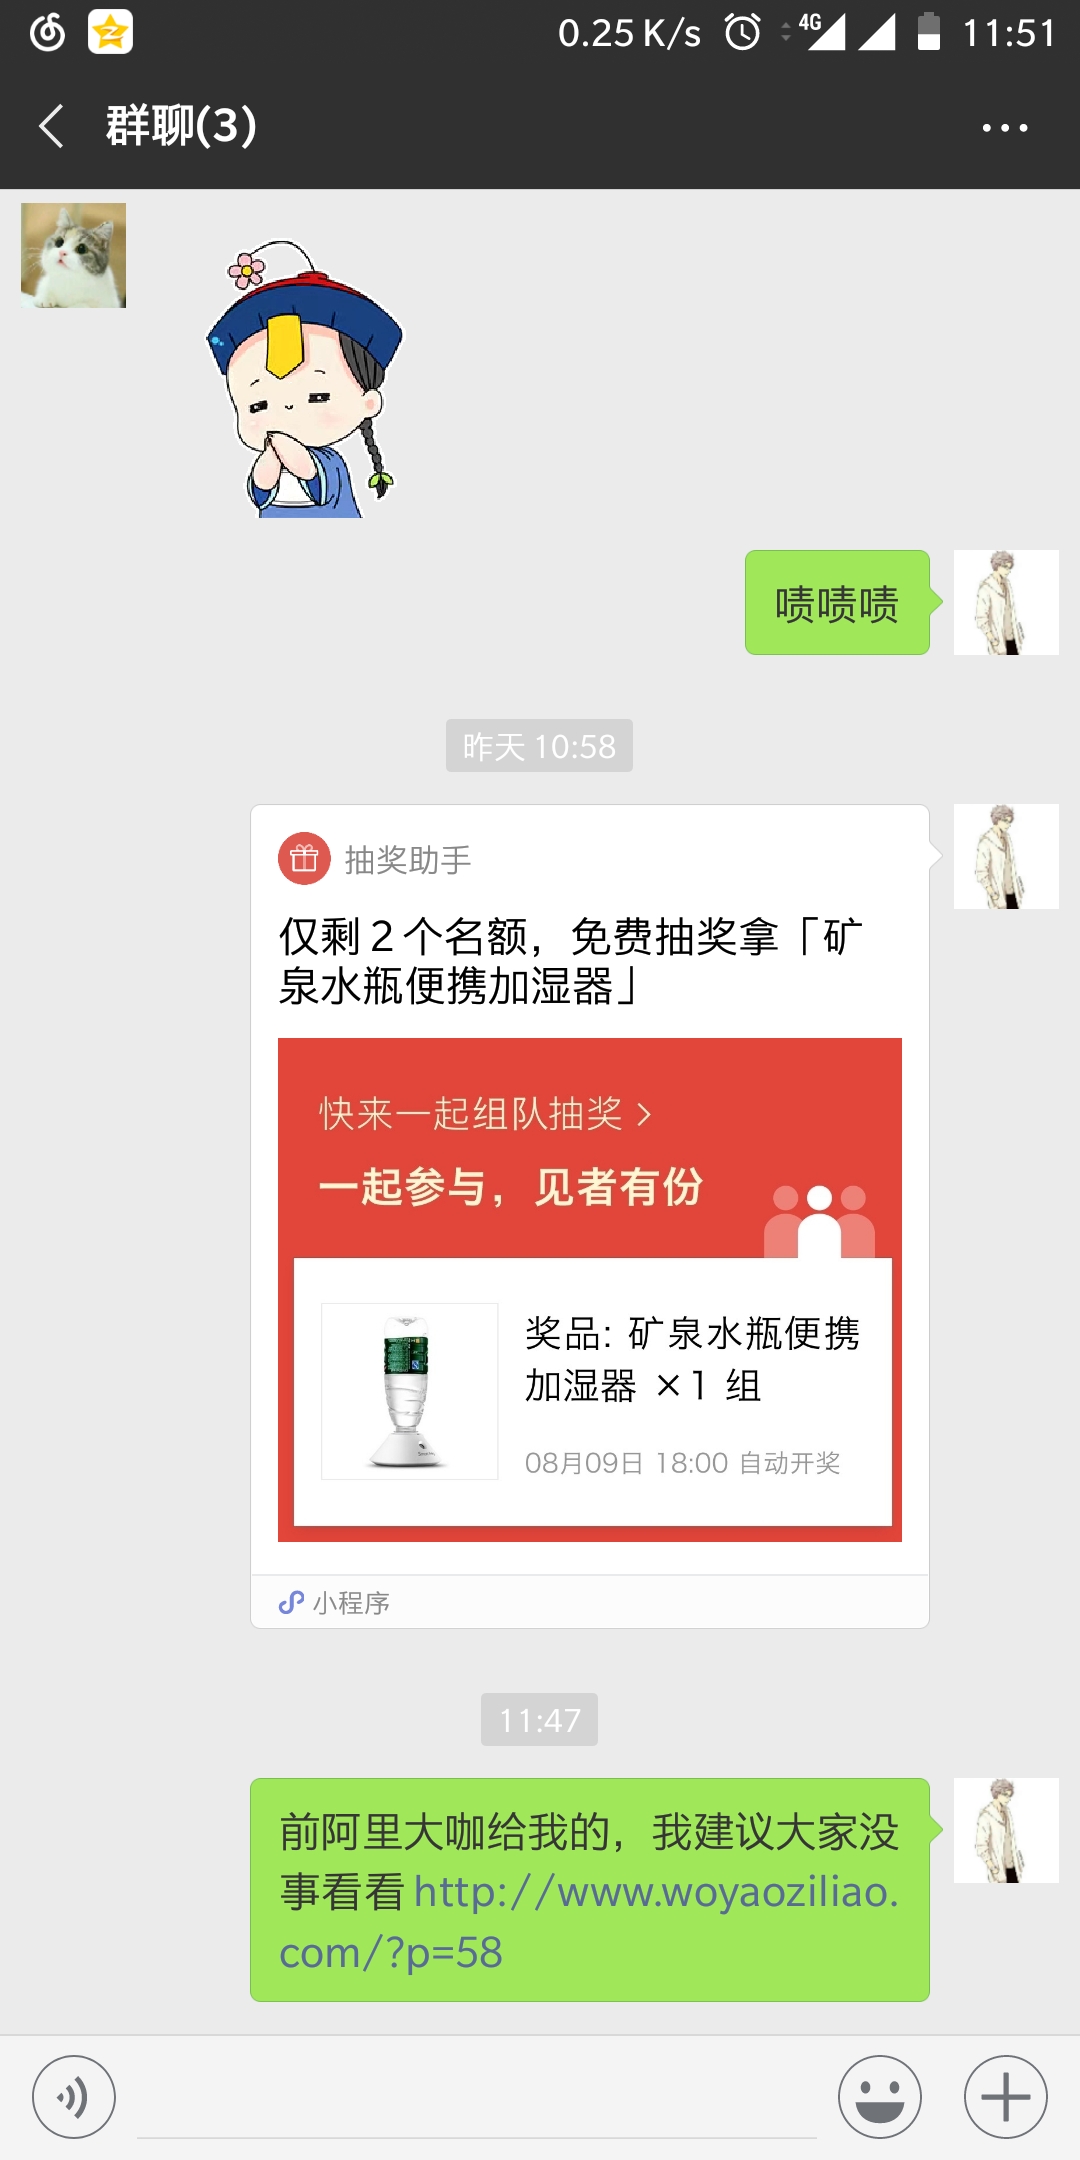 0.25 K/s 4G 11:51
群聊(3)
啧啧啧
昨天 10:58
抽奖助手
仅剩 2 个名额，免费抽奖拿「矿
泉水瓶便携加湿器」
快来一起组队抽奖 >
一起参与，见者有份
奖品: 矿泉水瓶便携
加湿器 ×1 组
08月09日 18:00 自动开奖
小程序
11:47
前阿里大咖给我的，我建议大家没
事看看http://www.woyaoziliao.
com/?p=58